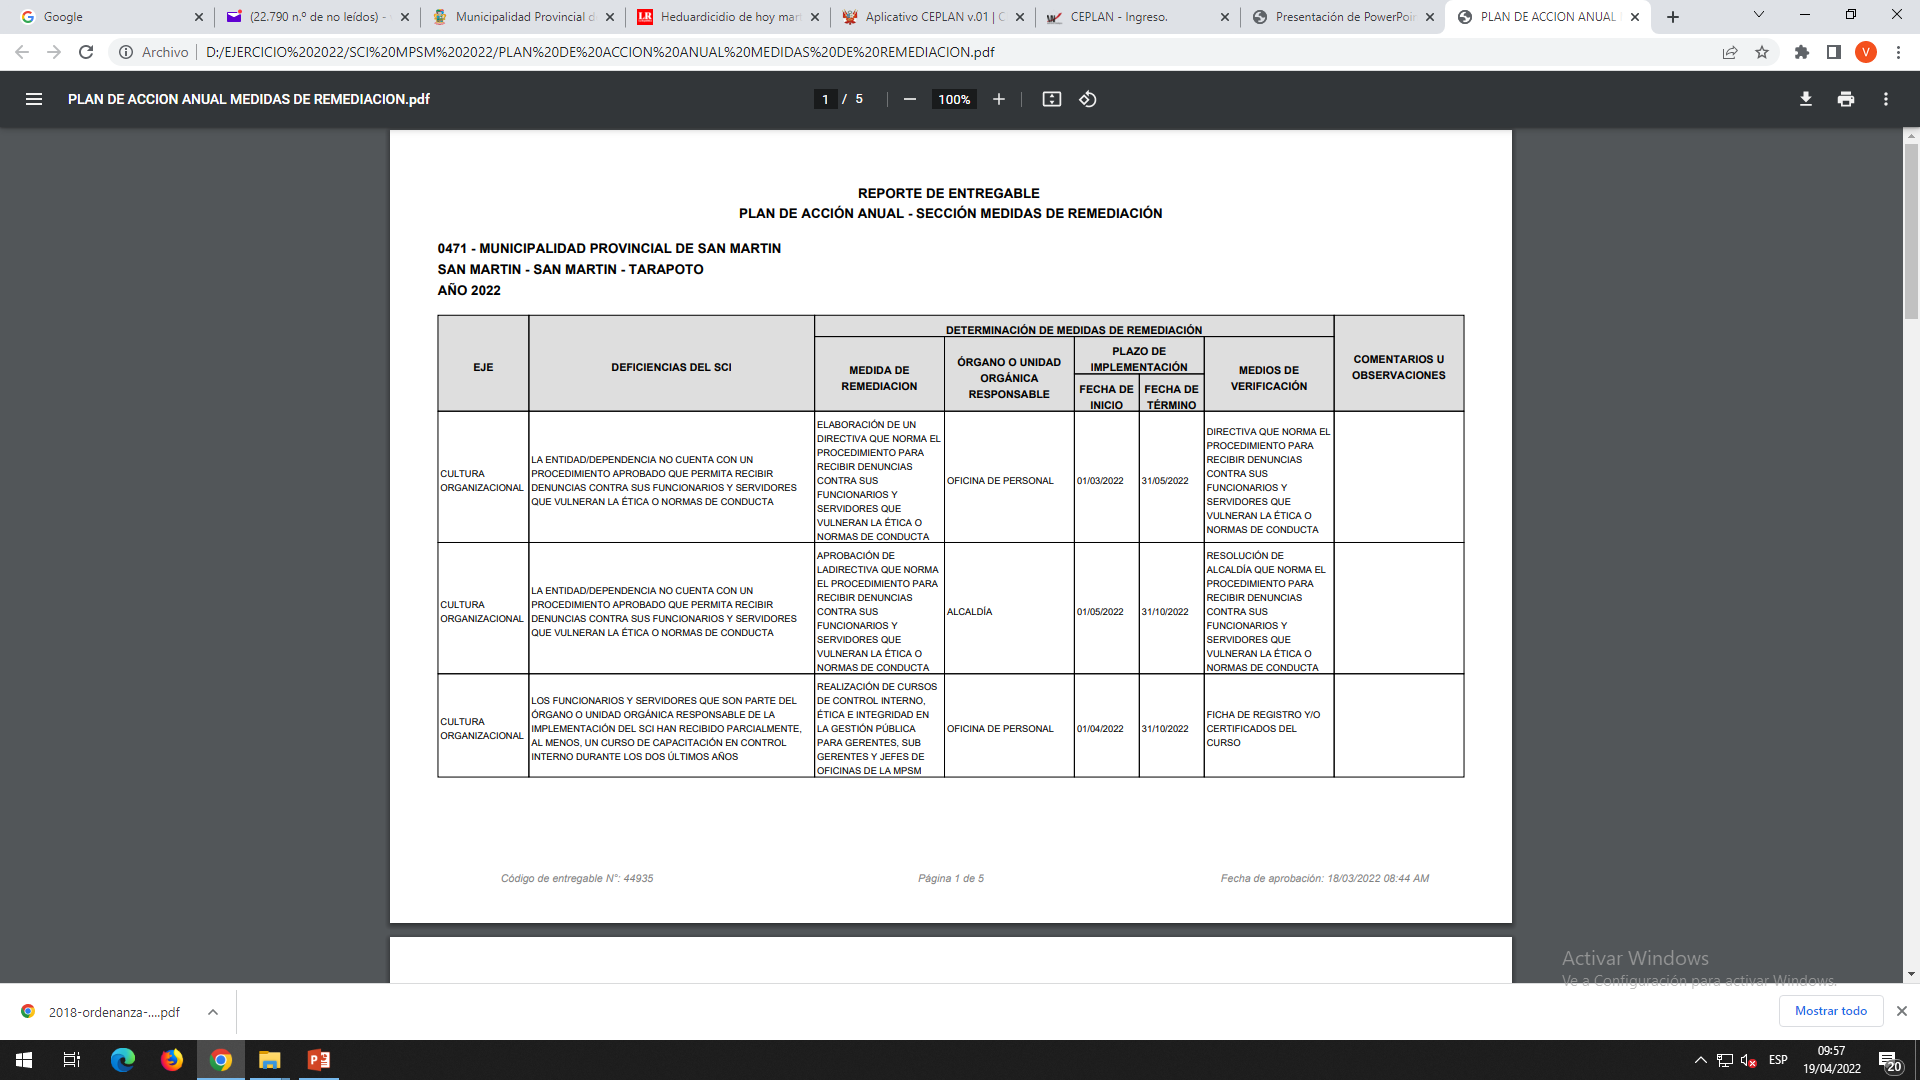 Google
(22.790 n.º de no leídos) -
Municipalidad Provincial d
Heduardicidio de hoy mar
Aplicativo CEPLAN v.01 | C
CEPLAN - Ingreso.
Presentación de PowerPoin
PLAN DE ACCION ANUAL
Archivo
D:/EJERCICIO%202022/SCI%20MPSM%202022/PLAN%20DE%20ACCION%20ANUAL%20MEDIDAS%20DE%20REMEDIACION.pdf
V
PLAN DE ACCION ANUAL MEDIDAS DE REMEDIACION.pdf
1 / 5
100%
REPORTE DE ENTREGABLE
PLAN DE ACCIÓN ANUAL - SECCIÓN MEDIDAS DE REMEDIACIÓN
0471 - MUNICIPALIDAD PROVINCIAL DE SAN MARTIN
SAN MARTIN - SAN MARTIN - TARAPOTO
AÑO 2022
EJE
DEFICIENCIAS DEL SCI
DETERMINACIÓN DE MEDIDAS DE REMEDIACIÓN
MEDIDA DE
REMEDIACION
ÓRGANO O UNIDAD
ORGÁNICA
RESPONSABLE
PLAZO DE
IMPLEMENTACIÓN
FECHA DE
INICIO
FECHA DE
TÉRMINO
MEDIOS DE
VERIFICACIÓN
COMENTARIOS U
OBSERVACIONES
CULTURA
ORGANIZACIONAL
LA ENTIDAD/DEPENDENCIA NO CUENTA CON UN
PROCEDIMIENTO APROBADO QUE PERMITA RECIBIR
DENUNCIAS CONTRA SUS FUNCIONARIOS Y SERVIDORES
QUE VULNERAN LA ÉTICA O NORMAS DE CONDUCTA
ELABORACIÓN DE UN
DIRECTIVA QUE NORMA EL
PROCEDIMIENTO PARA
RECIBIR DENUNCIAS
CONTRA SUS
FUNCIONARIOS Y
SERVIDORES QUE
VULNERAN LA ÉTICA O
NORMAS DE CONDUCTA
OFICINA DE PERSONAL
01/03/2022
31/05/2022
DIRECTIVA QUE NORMA EL
PROCEDIMIENTO PARA
RECIBIR DENUNCIAS
CONTRA SUS
FUNCIONARIOS Y
SERVIDORES QUE
VULNERAN LA ÉTICA O
NORMAS DE CONDUCTA
CULTURA
ORGANIZACIONAL
LA ENTIDAD/DEPENDENCIA NO CUENTA CON UN
PROCEDIMIENTO APROBADO QUE PERMITA RECIBIR
DENUNCIAS CONTRA SUS FUNCIONARIOS Y SERVIDORES
QUE VULNERAN LA ÉTICA O NORMAS DE CONDUCTA
APROBACIÓN DE
LADIRECTIVA QUE NORMA
EL PROCEDIMIENTO PARA
RECIBIR DENUNCIAS
CONTRA SUS
FUNCIONARIOS Y
SERVIDORES QUE
VULNERAN LA ÉTICA O
NORMAS DE CONDUCTA
ALCALDÍA
01/05/2022
31/10/2022
RESOLUCIÓN DE
ALCALDÍA QUE NORMA EL
PROCEDIMIENTO PARA
RECIBIR DENUNCIAS
CONTRA SUS
FUNCIONARIOS Y
SERVIDORES QUE
VULNERAN LA ÉTICA O
NORMAS DE CONDUCTA
CULTURA
ORGANIZACIONAL
LOS FUNCIONARIOS Y SERVIDORES QUE SON PARTE DEL
ÓRGANO O UNIDAD ORGÁNICA RESPONSABLE DE LA
IMPLEMENTACIÓN DEL SCI HAN RECIBIDO PARCIALMENTE,
AL MENOS, UN CURSO DE CAPACITACIÓN EN CONTROL
INTERNO DURANTE LOS DOS ÚLTIMOS AÑOS
REALIZACIÓN DE CURSOS
DE CONTROL INTERNO,
ÉTICA E INTEGRIDAD EN
LA GESTIÓN PÚBLICA
PARA GERENTES, SUB
GERENTES Y JEFES DE
OFICINAS DE LA MPSM
OFICINA DE PERSONAL
01/04/2022
31/10/2022
FICHA DE REGISTRO Y/O
CERTIFICADOS DEL
CURSO
Código de entregable N°: 44935
Página 1 de 5
Fecha de aprobación: 18/03/2022 08:44 AM
Activar Windows
Ve a Configuración para activar Windows.
2018-ordenanza-....pdf
Mostrar todo
ESP
09:57
19/04/2022
20